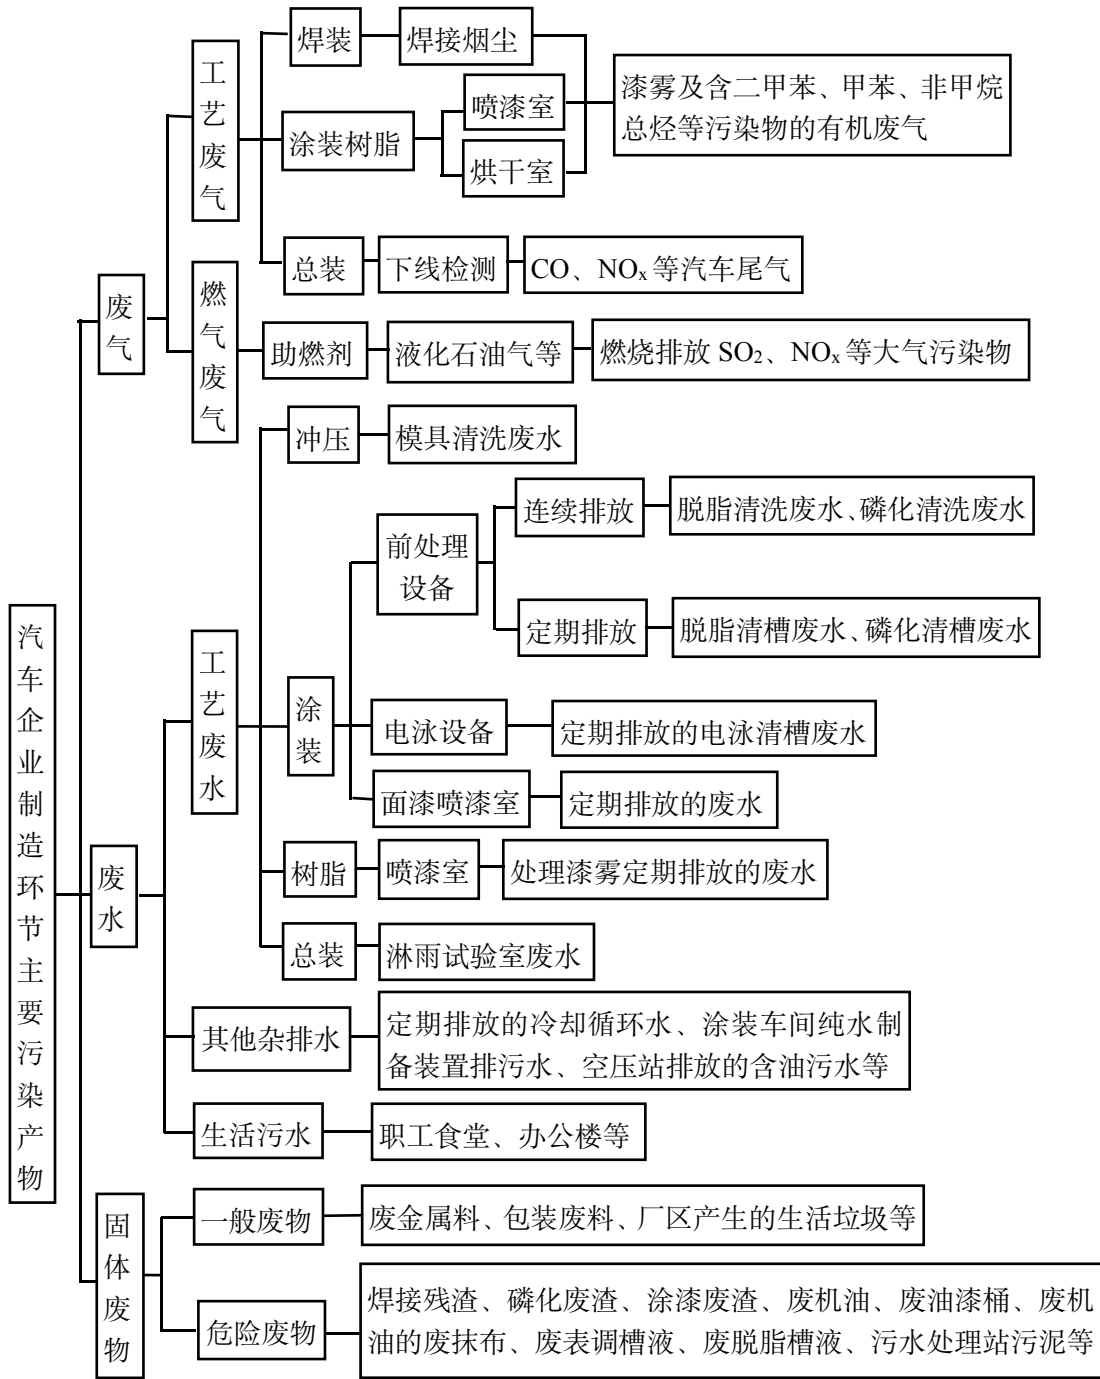 汽车企业制造环节主要污染产物
废气
工艺废气
焊装
焊接烟尘
涂装树脂
喷漆室
烘干室
漆雾及含二甲苯、甲苯、非甲烷
总烃等污染物的有机废气
总装
下线检测
CO、NOx等汽车尾气
燃气废气
助燃剂
液化石油气等
燃烧排放SO2、NOx等大气污染物
废水
工艺废水
冲压
模具清洗废水
涂装
前处理
设备
连续排放
脱脂清洗废水、磷化清洗废水
定期排放
脱脂清槽废水、磷化清槽废水
电泳设备
定期排放的电泳清槽废水
面漆喷漆室
定期排放的废水
树脂
喷漆室
处理漆雾定期排放的废水
总装
淋雨试验室废水
其他杂排水
定期排放的冷却循环水、涂装车间纯水制
备装置排污水、空压站排放的含油污水等
生活污水
职工食堂、办公楼等
固体废物
一般废物
废金属料、包装废料、厂区产生的生活垃圾等
危险废物
焊接残渣、磷化废渣、涂漆废渣、废机油、废油漆桶、废机
油的废抹布、废表调槽液、废脱脂槽液、污水处理站污泥等